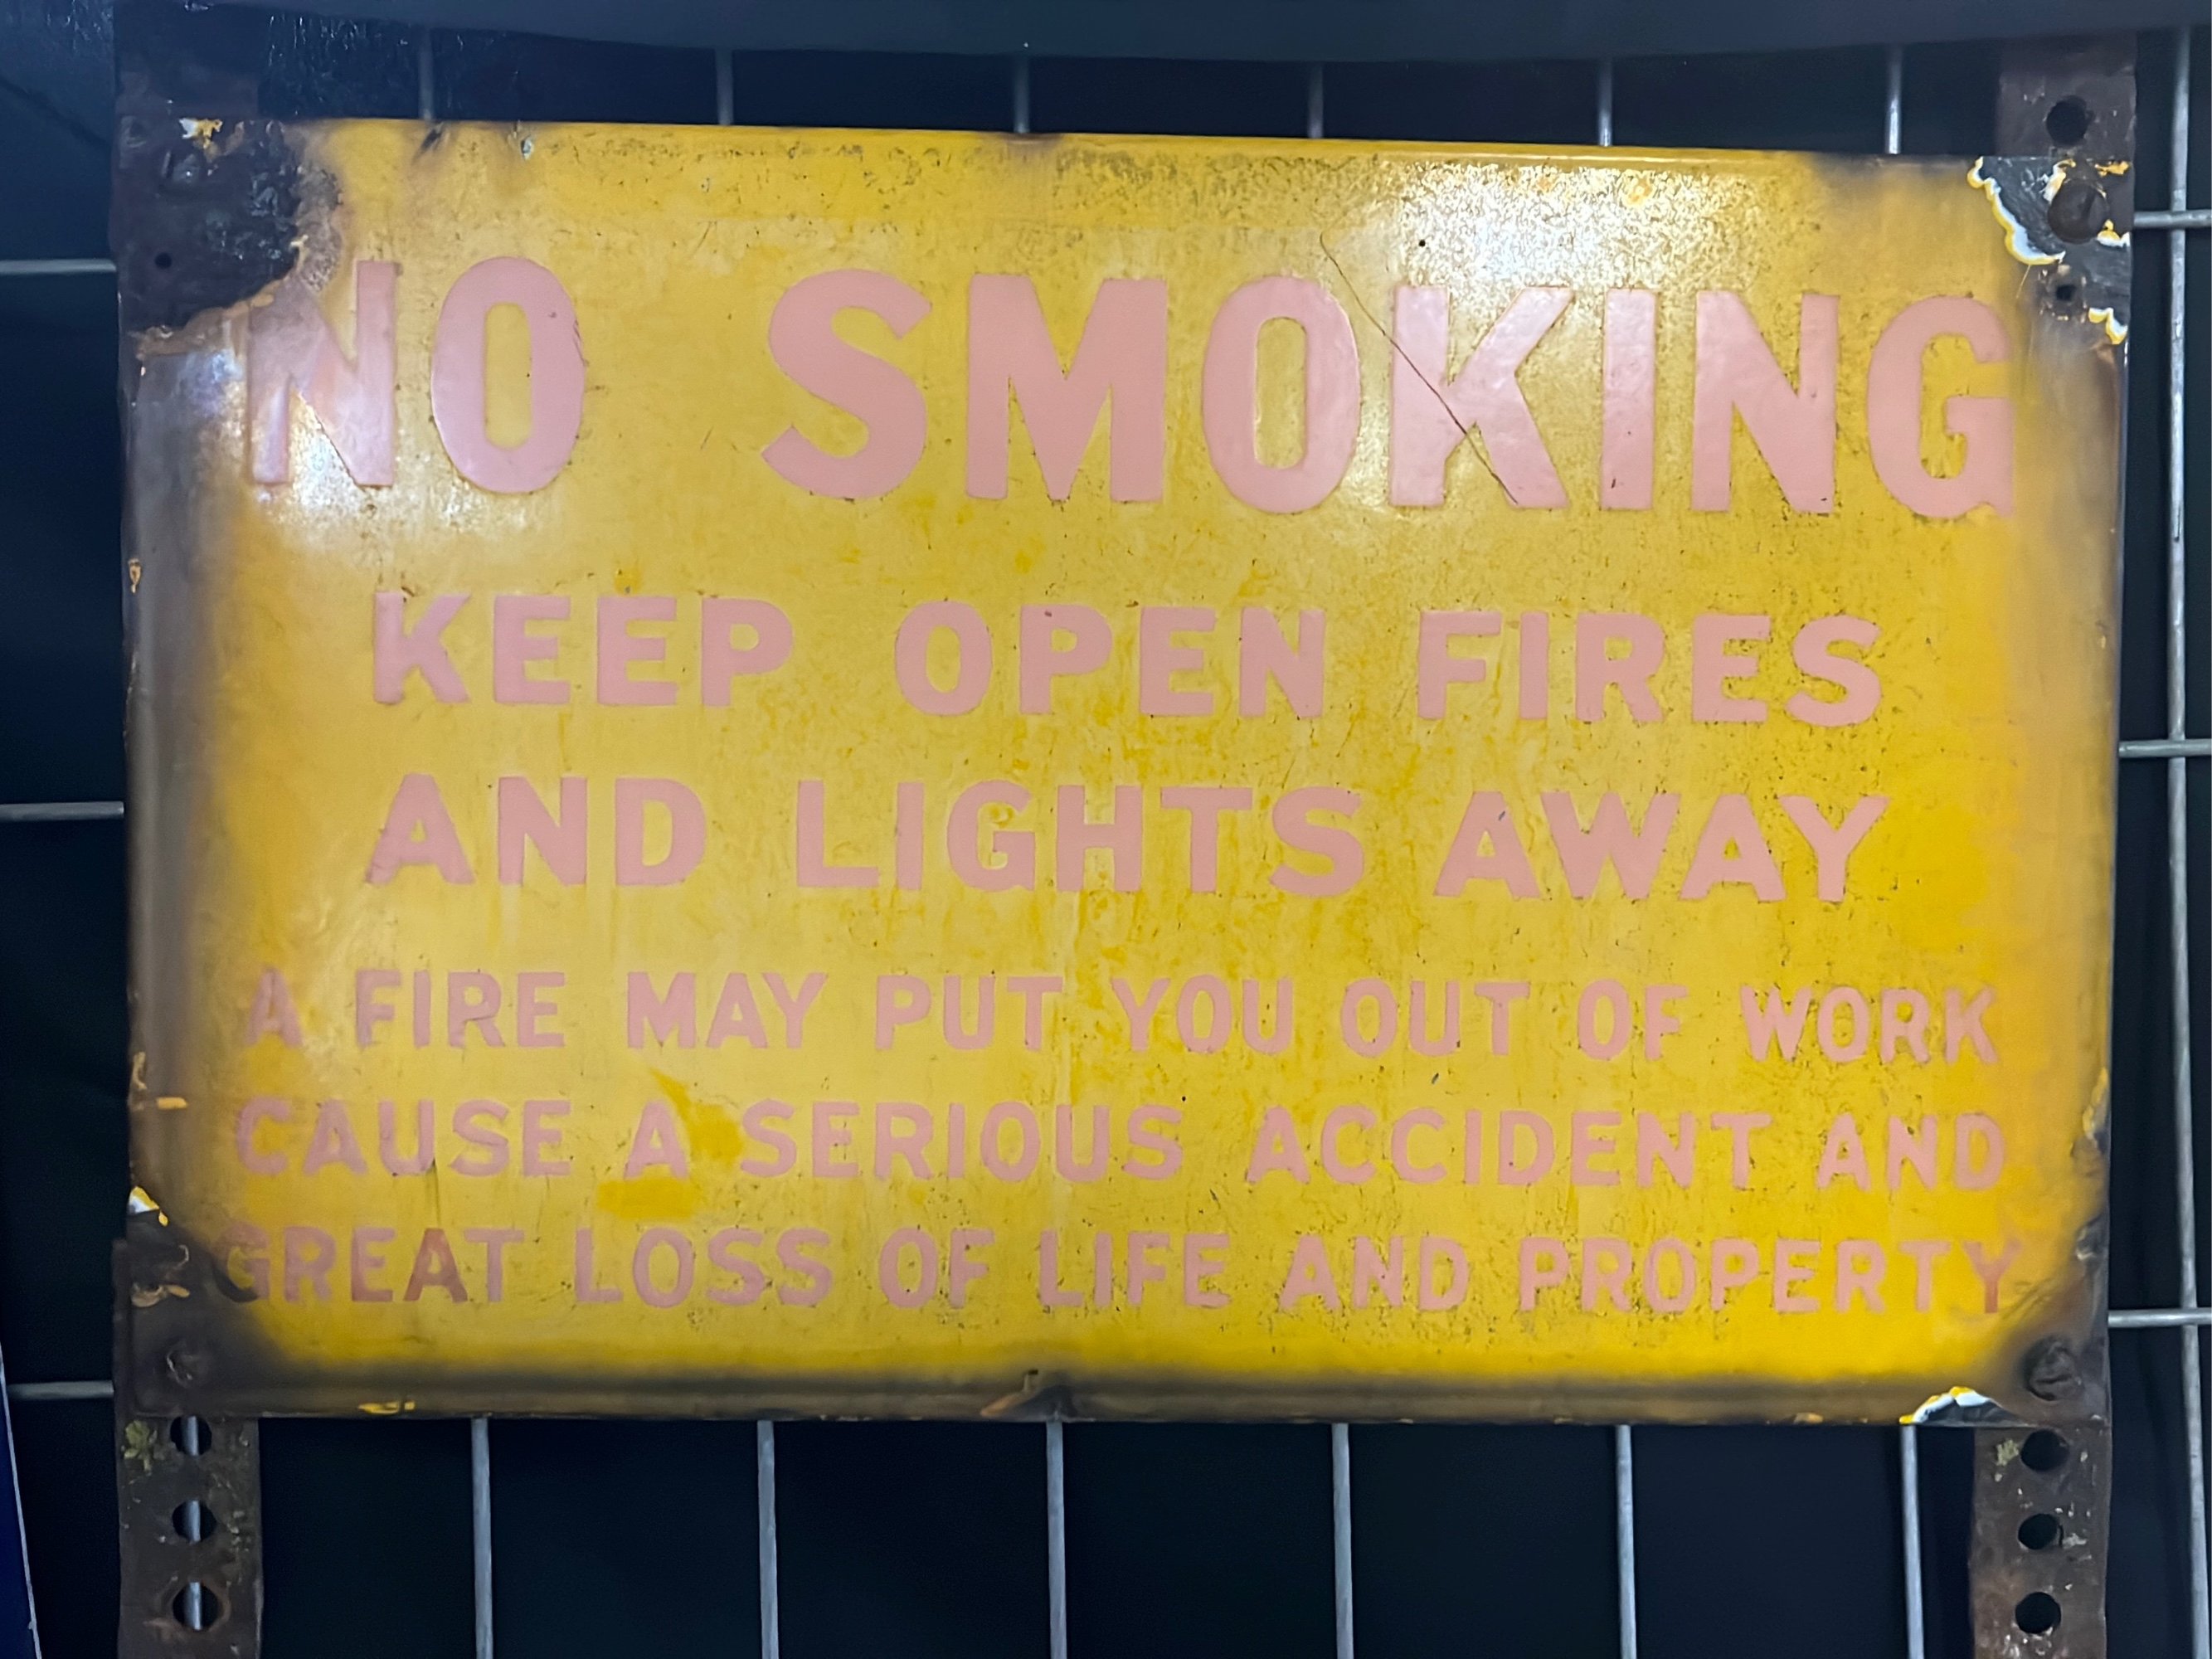 NO SMOKING
KEEP OPEN FIRES
AND LIGHTS AWAY
A FIRE MAY PUT YOU OUT OF WORK
CAUSE A SERIOUS ACCIDENT AND
GREAT LOSS OF LIFE AND PROPERTY